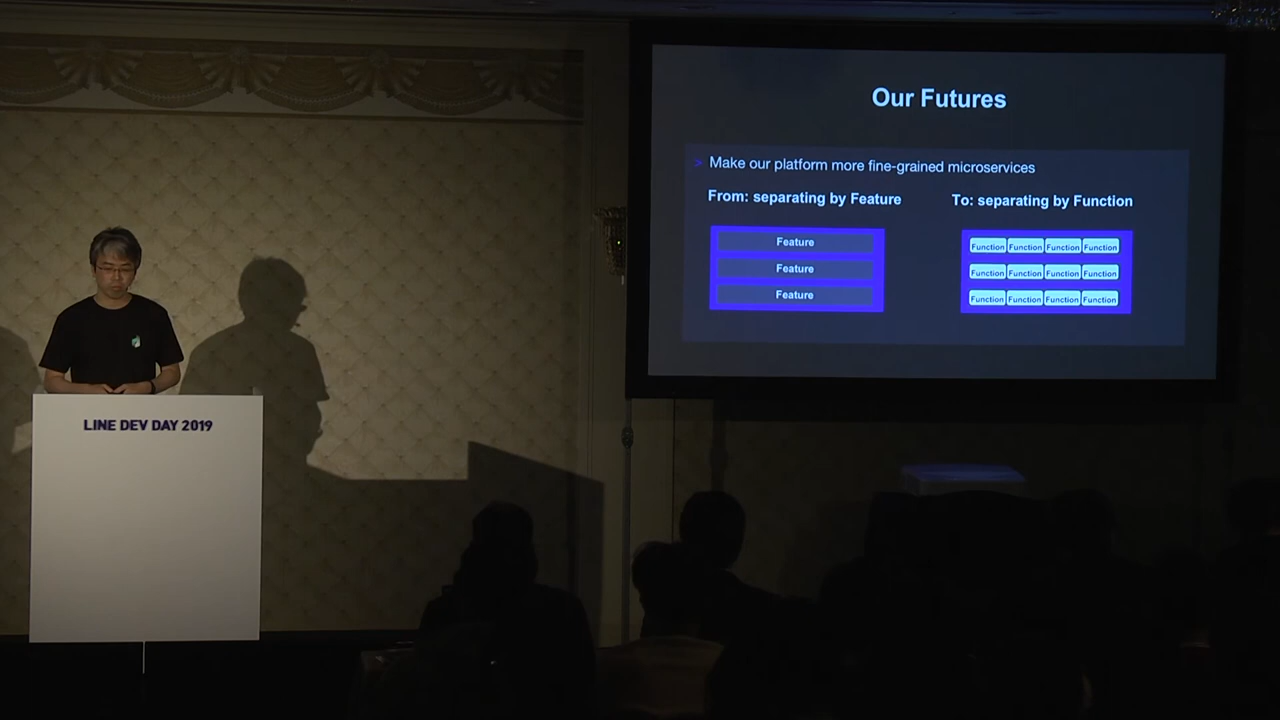 Our Futures
> Make our platform more fine-grained microservices
From: separating by Feature
To: separating by Function
Feature
Feature
Feature
Function Function Function Function
Function Function Function Function
Function Function Function Function
LINE DEV DAY 2019